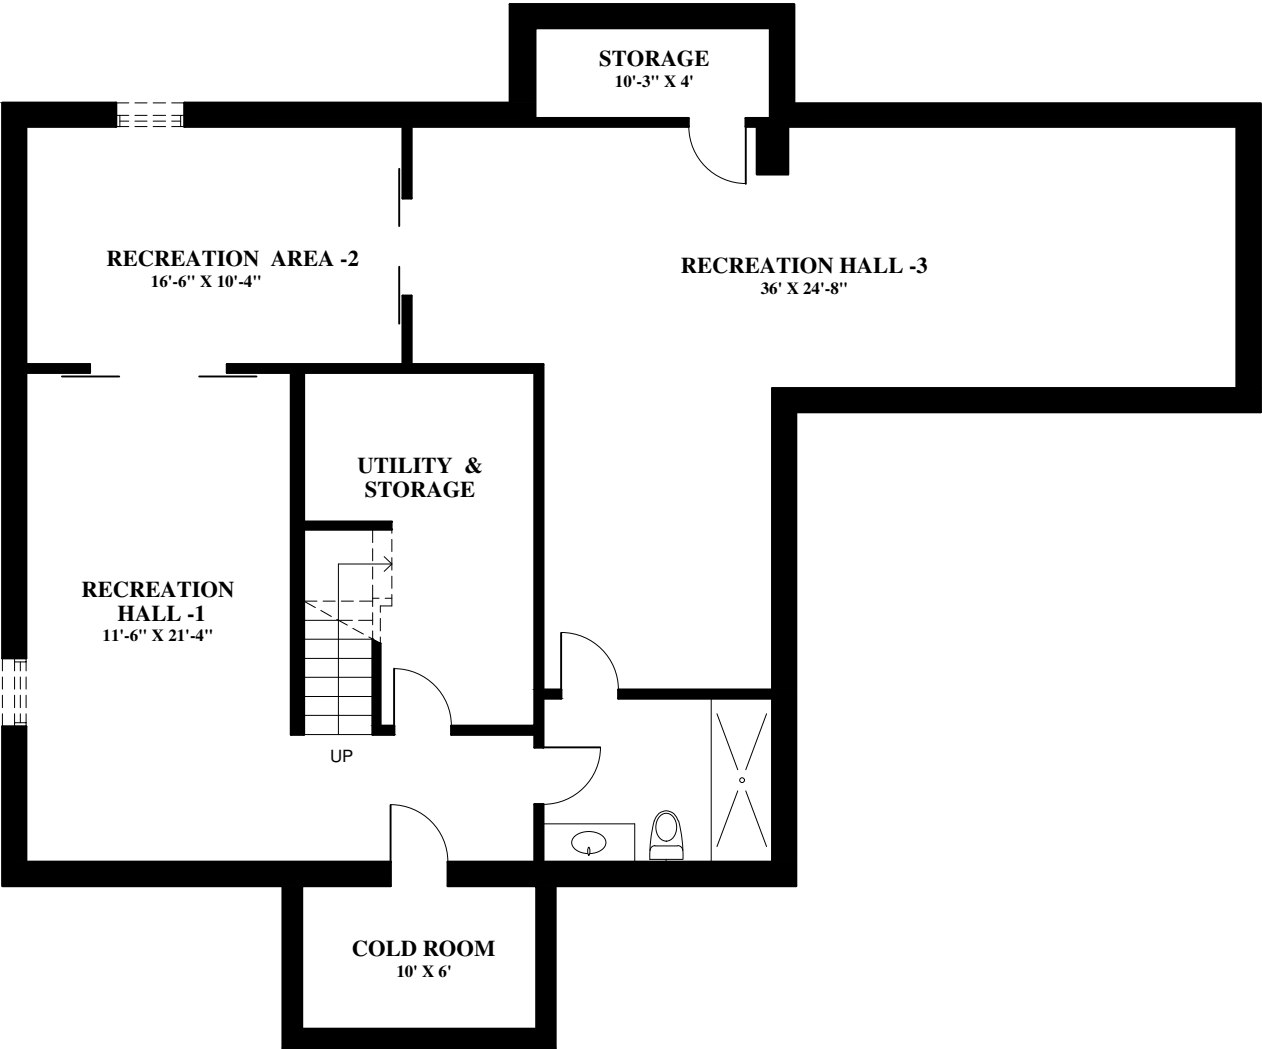 STORAGE
10'-3" X 4'
RECREATION AREA -2
16'-6" X 10'-4"
RECREATION HALL -3
36' X 24'-8"
UTILITY &
STORAGE
RECREATION
HALL -1
11'-6" X 21'-4"
UP
COLD ROOM
10' X 6'